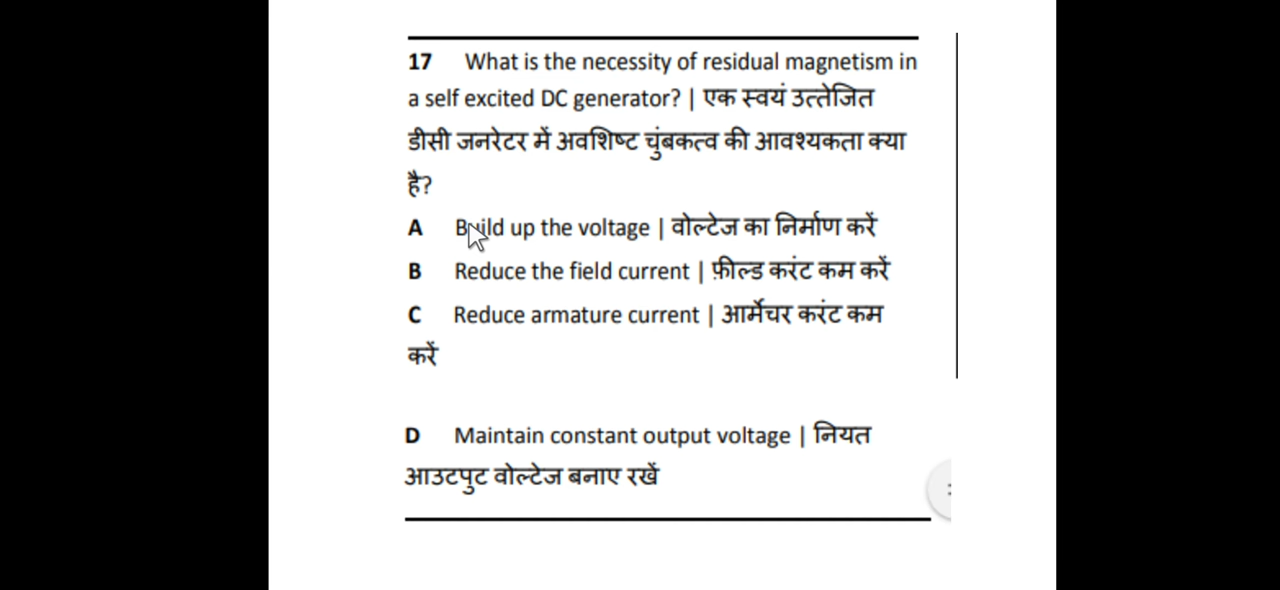 17 What is the necessity of residual magnetism in
a self excited DC generator? | एक स्वयं उत्तेजित
डीसी जनरेटर में अवशिष्ट चुंबकत्व की आवश्यकता क्या
है?
A Build up the voltage | वोल्टेज का निर्माण करें
B Reduce the field current | फ़ील्ड करंट कम करें
C Reduce armature current | आर्मेचर करंट कम
करें
D Maintain constant output voltage | नियत
आउटपुट वोल्टेज बनाए रखें